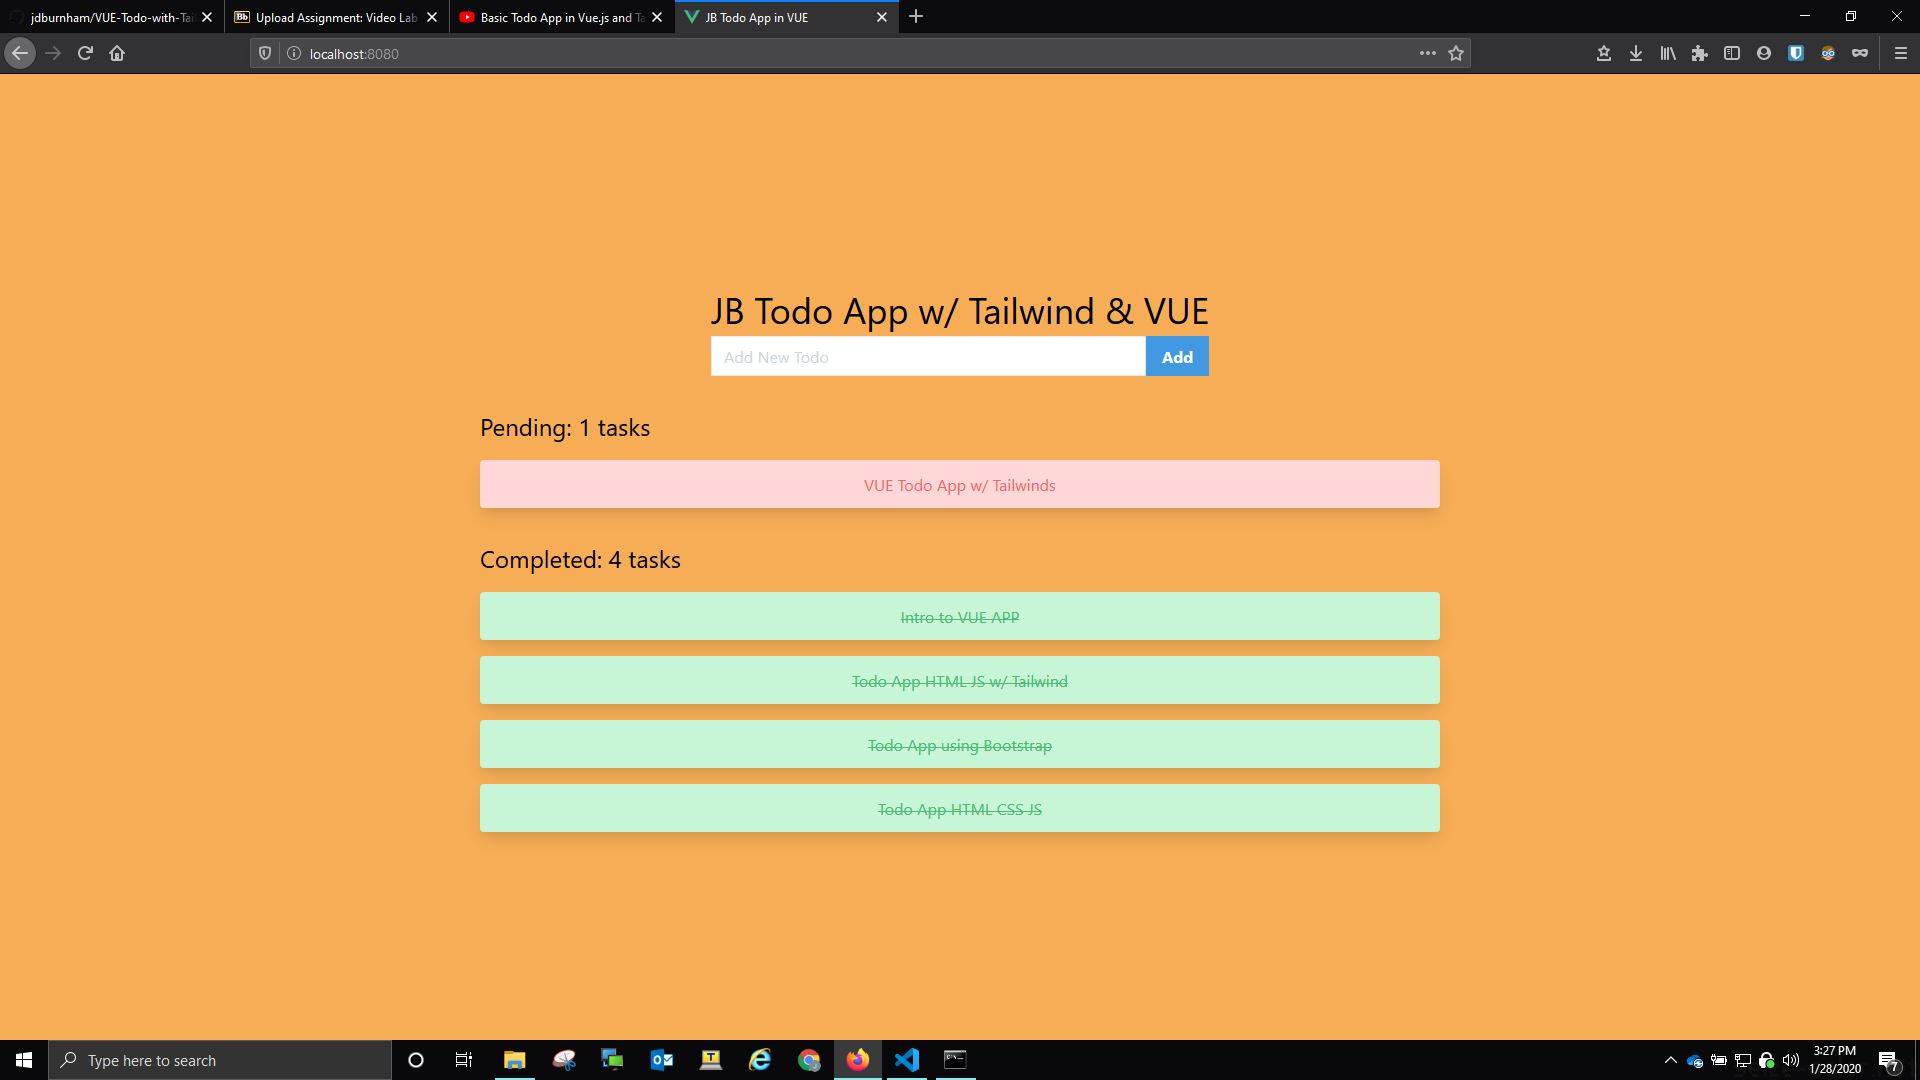 jdburnham/VUE-Todo-with-Tai
Bb Upload Assignment: Video Lab
Basic Todo App in Vue.js and Ta
JB Todo App in VUE
localhost:8080
JB Todo App w/ Tailwind & VUE
Add New Todo
Add
Pending: 1 tasks
VUE Todo App w/ Tailwinds
Completed: 4 tasks
Intro to VUE APP
Todo App HTML JS w/ Tailwind
Todo App using Bootstrap
Todo App HTML CSS JS
Type here to search
T
3:27 PM
1/28/2020
7